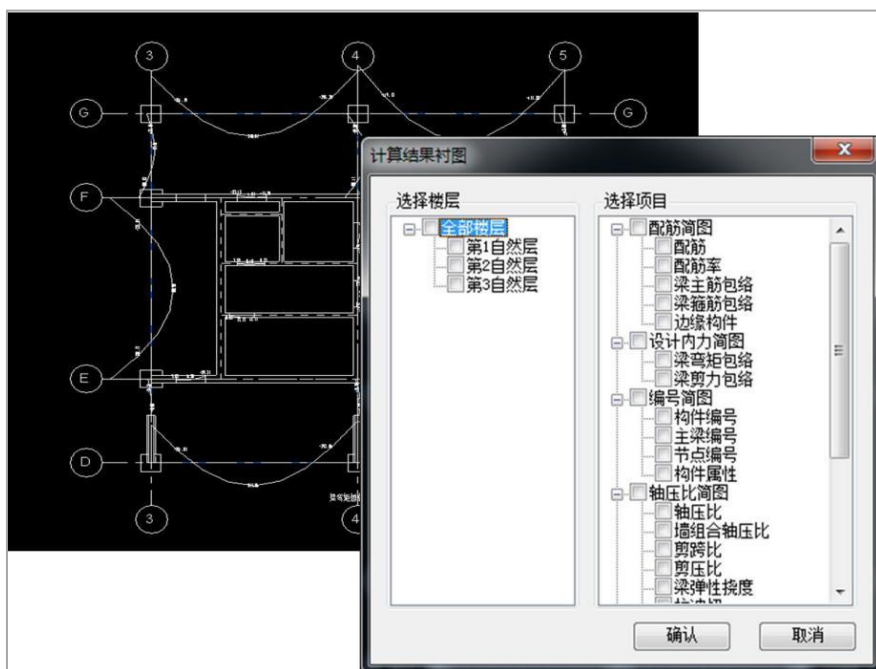 3
4
5
G
G
F
E
D
3
4
计算结果衬图
选择楼层
全部楼层
第1自然层
第2自然层
第3自然层
选择项目
配筋简图
配筋
配筋率
梁主筋包络
梁箍筋包络
边缘构件
设计内力简图
梁弯矩包络
梁剪力包络
编号简图
构件编号
主梁编号
节点编号
构件属性
轴压比简图
轴压比
墙组合轴压比
剪跨比
剪压比
梁弹性挠度
确认
取消